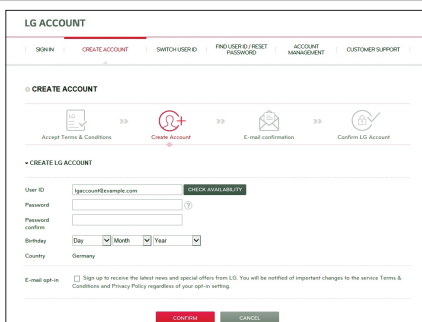 LG ACCOUNT
SIGN IN
CREATE ACCOUNT
SWITCH USER ID
FIND USER ID / RESET PASSWORD
ACCOUNT MANAGEMENT
CUSTOMER SUPPORT
CREATE ACCOUNT
Accept Terms & Conditions
Create Account
E-mail confirmation
Confirm LG Account
CREATE LG ACCOUNT
User ID lgaccount@example.com CHECK AVAILABILITY
Password ?
Password confirm
Birthday Day Month Year
Country Germany
E-mail opt-in Sign up to receive the latest news and special offers from LG. You will be notified of important changes to the service Terms &
Conditions and Privacy Policy regardless of your opt-in setting.
CONFIRM CANCEL